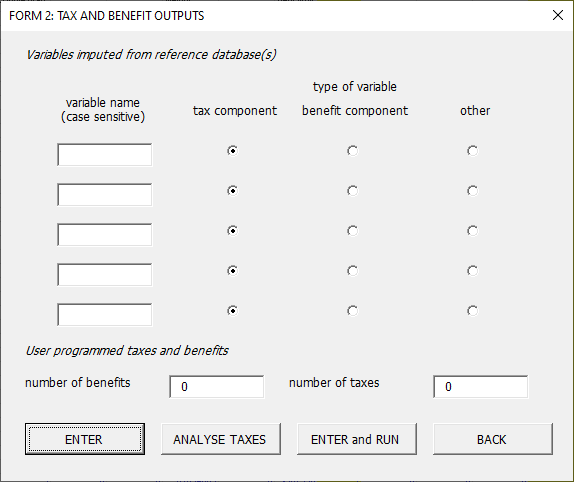 FORM 2: TAX AND BENEFIT OUTPUTS
Variables imputed from reference database(s)
type of variable
variable name
(case sensitive)
tax component
benefit component
other
User programmed taxes and benefits
number of benefits
0
number of taxes
0
ENTER
ANALYSE TAXES
ENTER and RUN
BACK